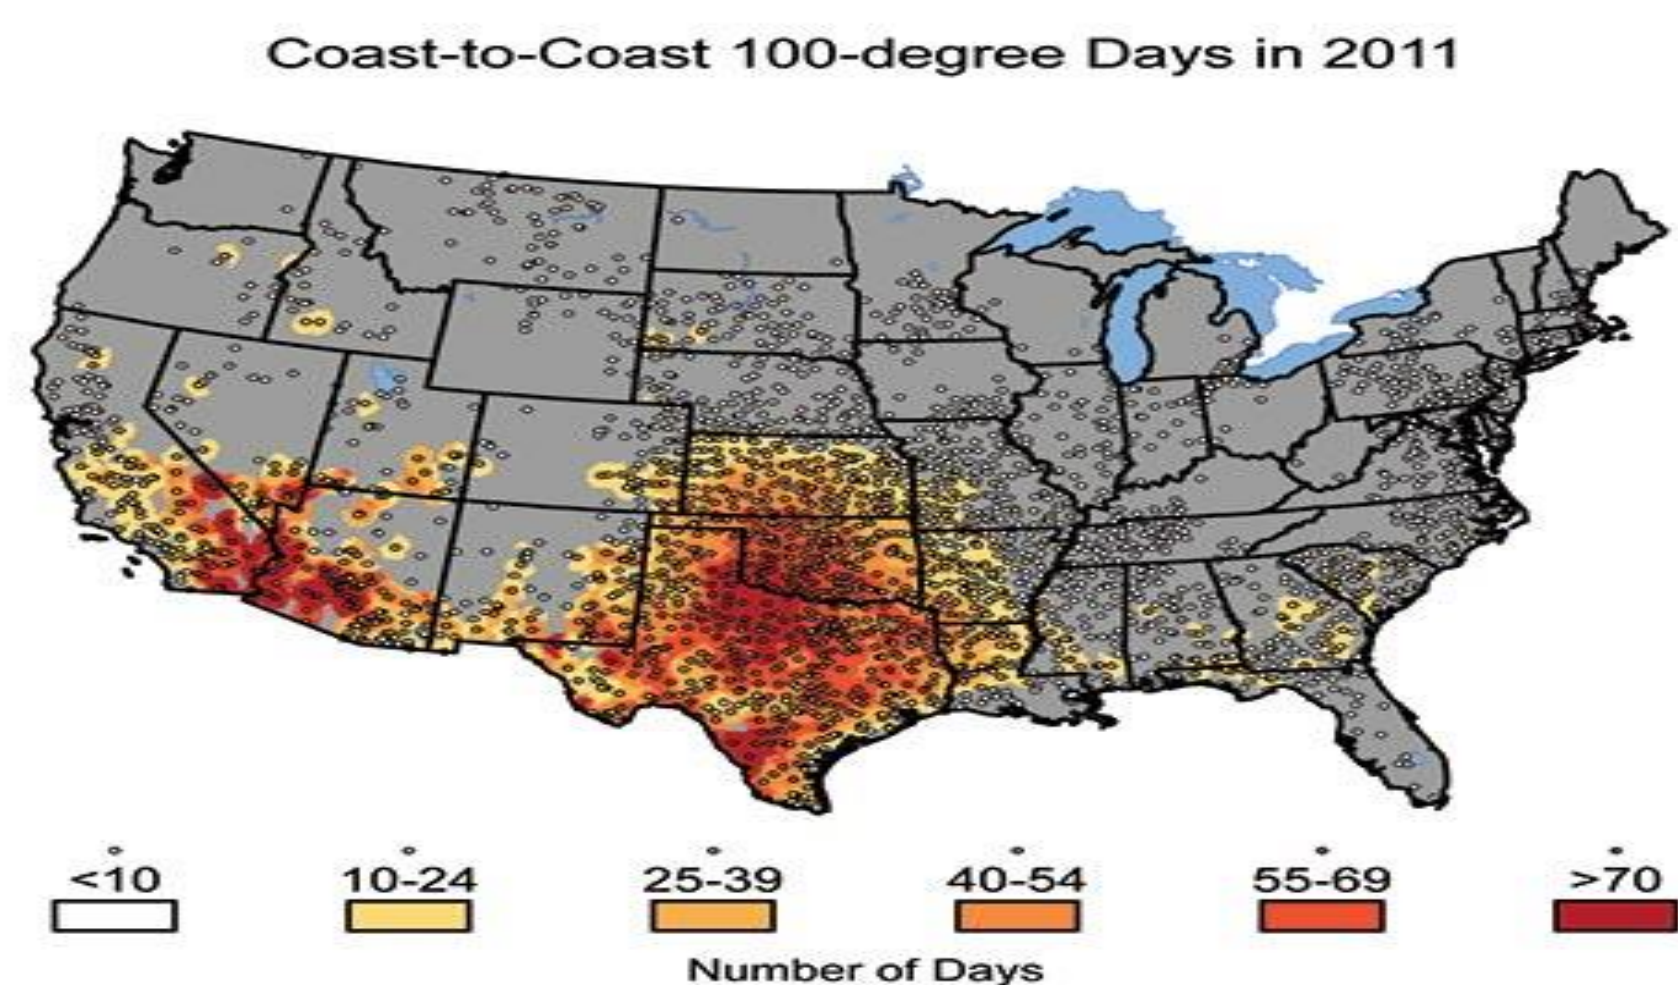 Coast-to-Coast 100-degree Days in 2011
<10 10-24 25-39 40-54 55-69 >70
Number of Days